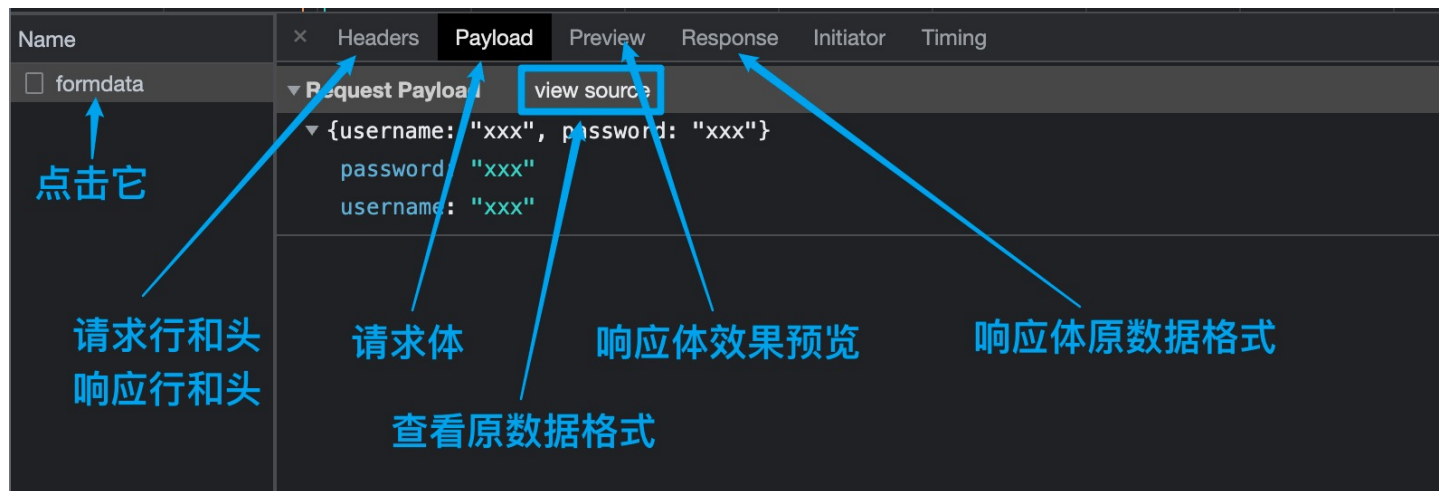 Name
× Headers Payload Preview Response Initiator Timing
formdata
▼ Request Payload view source
▼ {username: "xxx", password: "xxx"}
password: "xxx"
username: "xxx"
点击它
请求行和头
响应行和头
请求体
响应体效果预览
响应体原数据格式
查看原数据格式